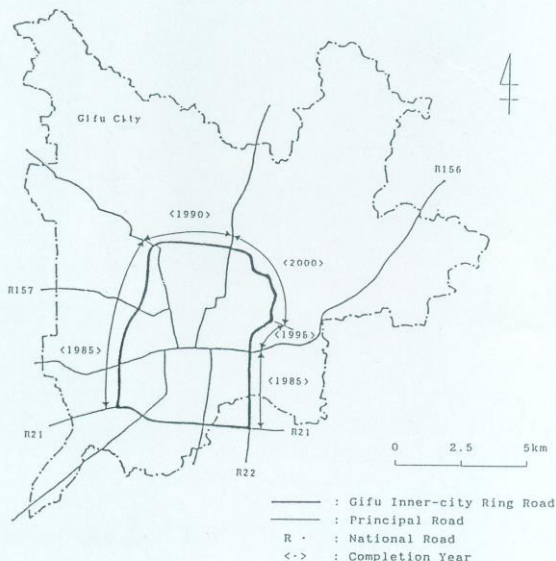 Gifu City
R156
<1990>
<2000>
R157
<1995>
<1985>
<1985>
R21
R21
R22
0 2.5 5km
: Gifu Inner-city Ring Road
: Principal Road
R · : National Road
<-> : Completion Year